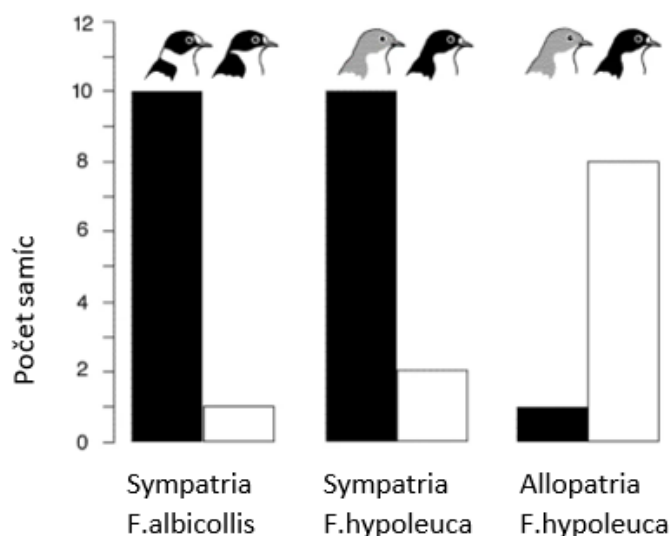 12
10
8
6
4
2
0
Počet samíc
Sympatria
F.albicollis
Sympatria
F.hypoleuca
Allopatria
F.hypoleuca